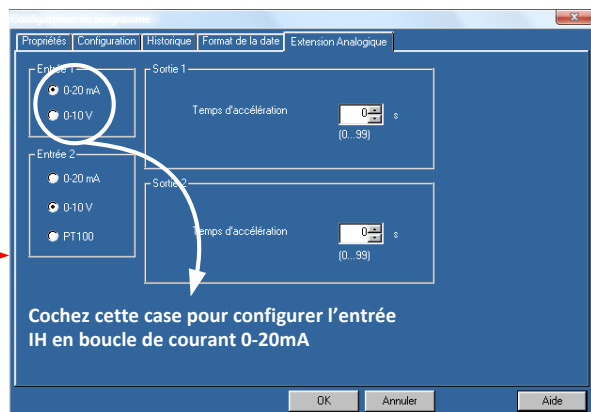 Configuration du programme
Propriétés Configuration Historique Format de la date Extension Analogique
Entrée 1
0-20 mA
0-10 V
Sortie 1
Temps d'accélération 0 s
(0...99)
Entrée 2
0-20 mA
0-10 V
PT100
Sortie 2
Temps d'accélération 0 s
(0...99)
Cochez cette case pour configurer l'entrée
IH en boucle de courant 0-20mA
OK Annuler Aide